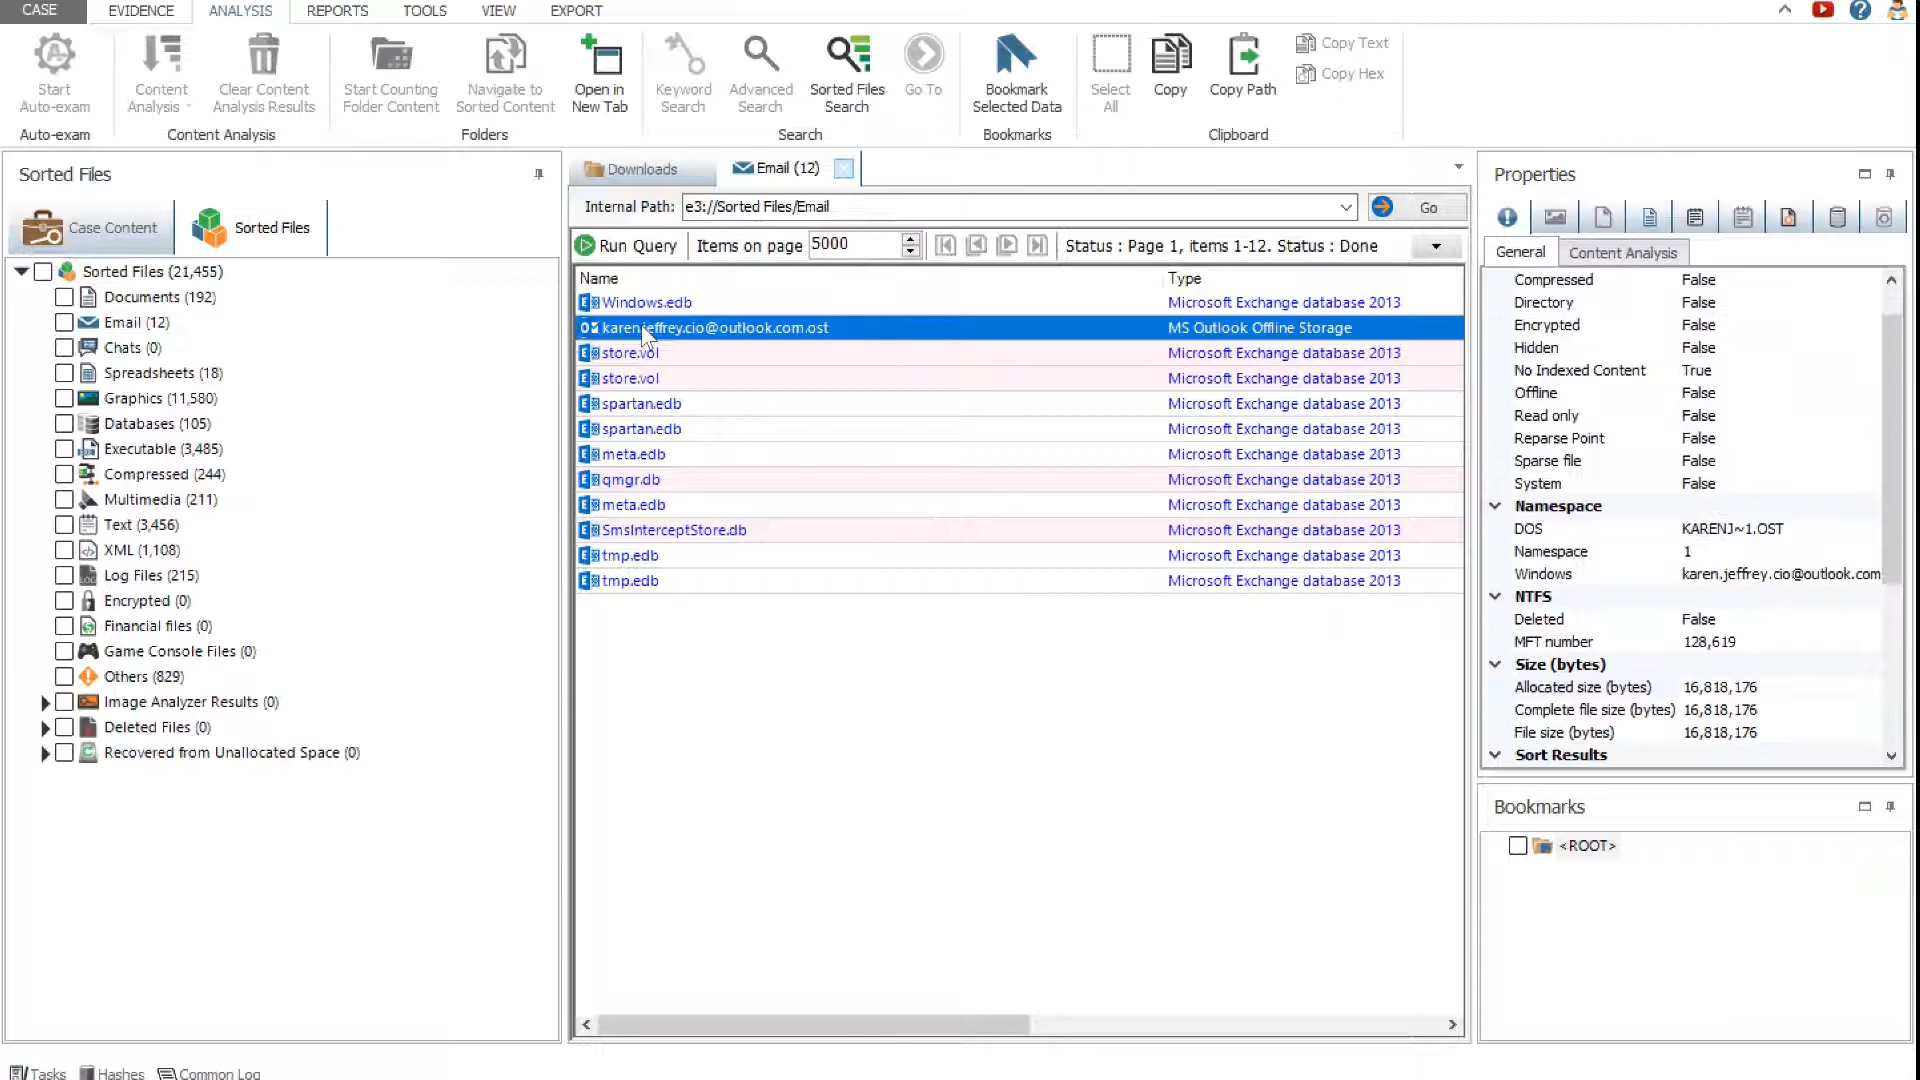 CASE
EVIDENCE
ANALYSIS
REPORTS
TOOLS
VIEW
EXPORT
Start
Auto-exam
Content
Analysis
Clear Content
Analysis Results
Start Counting
Folder Content
Navigate to
Sorted Content
Open in
New Tab
Keyword
Search
Advanced
Search
Sorted Files
Search
Go To
Bookmark
Selected Data
Select
All
Copy
Copy Path
Copy Text
Copy Hex
Auto-exam
Content Analysis
Folders
Search
Bookmarks
Clipboard
Sorted Files
Case Content
Sorted Files
Sorted Files (21,455)
Documents (192)
Email (12)
Chats (0)
Spreadsheets (18)
Graphics (11,580)
Databases (105)
Executable (3,485)
Compressed (244)
Multimedia (211)
Text (3,456)
XML (1,108)
Log Files (215)
Encrypted (0)
Financial files (0)
Game Console Files (0)
Others (829)
Image Analyzer Results (0)
Deleted Files (0)
Recovered from Unallocated Space (0)
Downloads
Email (12)
Internal Path: e3://Sorted Files/Email
Go
Run Query
Items on page 5000
Status : Page 1, items 1-12. Status : Done
Name Type
Windows.edb Microsoft Exchange database 2013
karen.jeffrey.cio@outlook.com.ost MS Outlook Offline Storage
store.vol Microsoft Exchange database 2013
store.vol Microsoft Exchange database 2013
spartan.edb Microsoft Exchange database 2013
spartan.edb Microsoft Exchange database 2013
meta.edb Microsoft Exchange database 2013
qmgr.db Microsoft Exchange database 2013
meta.edb Microsoft Exchange database 2013
SmsInterceptStore.db Microsoft Exchange database 2013
tmp.edb Microsoft Exchange database 2013
tmp.edb Microsoft Exchange database 2013
Properties
General
Content Analysis
Compressed False
Directory False
Encrypted False
Hidden False
No Indexed Content True
Offline False
Read only False
Reparse Point False
Sparse file False
System False
Namespace
DOS KARENJ~1.OST
Namespace 1
Windows karen.jeffrey.cio@outlook.com
NTFS
Deleted False
MFT number 128,619
Size (bytes)
Allocated size (bytes) 16,818,176
Complete file size (bytes) 16,818,176
File size (bytes) 16,818,176
Sort Results
Bookmarks
<ROOT>
Tasks
Hashes
Common Log